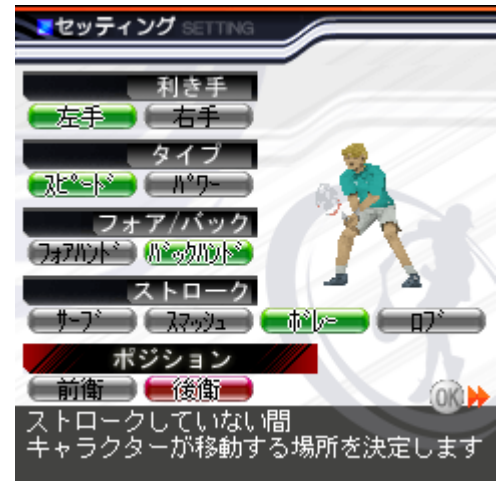 セッティング SETTING
利き手
左手 右手
タイプ
スピード パワー
フォア/バック
フォアハンド バックハンド
ストローク
サーブ スマッシュ ボレー ロブ
ポジション
前衛 後衛
OK
ストロークしていない間
キャラクターが移動する場所を決定します